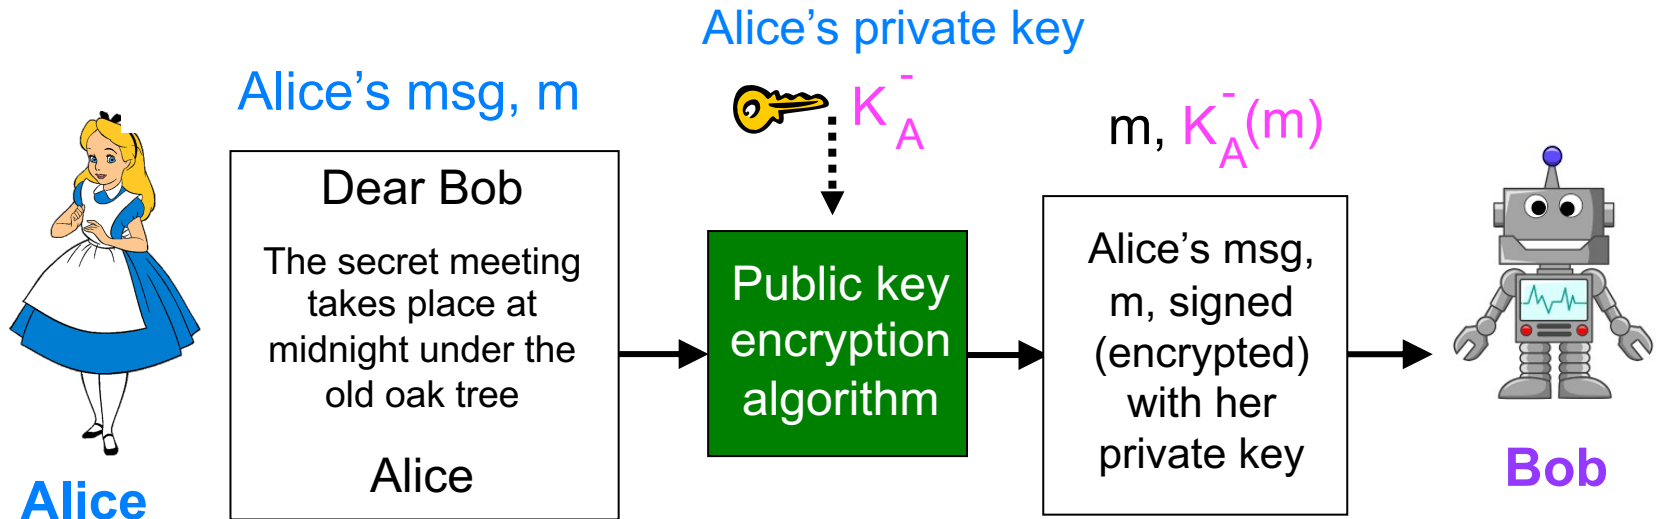 Alice’s private key
Alice’s msg, m
K A -
m, K A - (m)
Dear Bob
The secret meeting
takes place at
midnight under the
old oak tree
Alice
Public key
encryption
algorithm
Alice’s msg,
m, signed
(encrypted)
with her
private key
Alice
Bob